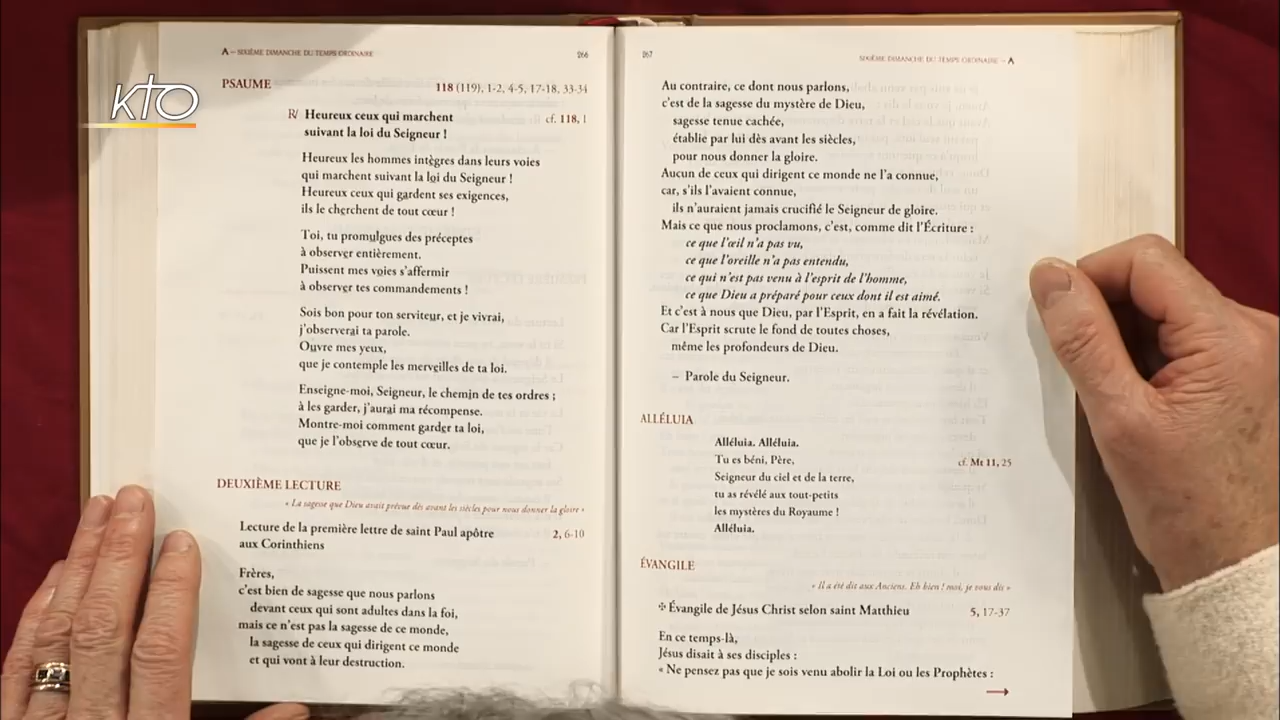 kto
A – SIXIÈME DIMANCHE DU TEMPS ORDINAIRE
266
PSAUME
118 (119), 1-2, 4-5, 17-18, 33-34
R/ Heureux ceux qui marchent
cf. 118, 1
suivant la loi du Seigneur !
Heureux les hommes intègres dans leurs voies
qui marchent suivant la loi du Seigneur !
Heureux ceux qui gardent ses exigences,
ils le cherchent de tout cœur !
Toi, tu promulgues des préceptes
à observer entièrement.
Puissent mes voies s'affermir
à observer tes commandements !
Sois bon pour ton serviteur, et je vivrai,
j'observerai ta parole.
Ouvre mes yeux,
que je contemple les merveilles de ta loi.
Enseigne-moi, Seigneur, le chemin de tes ordres ;
à les garder, j'aurai ma récompense.
Montre-moi comment garder ta loi,
que je l'observe de tout cœur.
DEUXIÈME LECTURE
« La sagesse que Dieu avait prévue dès avant les siècles pour nous donner la gloire »
Lecture de la première lettre de saint Paul apôtre
2, 6-10
aux Corinthiens
Frères,
c'est bien de sagesse que nous parlons
devant ceux qui sont adultes dans la foi,
mais ce n'est pas la sagesse de ce monde,
la sagesse de ceux qui dirigent ce monde
et qui vont à leur destruction.
267
SIXIÈME DIMANCHE DU TEMPS ORDINAIRE – A
Au contraire, ce dont nous parlons,
c'est de la sagesse du mystère de Dieu,
sagesse tenue cachée,
établie par lui dès avant les siècles,
pour nous donner la gloire.
Aucun de ceux qui dirigent ce monde ne l'a connue,
car, s'ils l'avaient connue,
ils n'auraient jamais crucifié le Seigneur de gloire.
Mais ce que nous proclamons, c'est, comme dit l'Écriture :
ce que l'œil n'a pas vu,
ce que l'oreille n'a pas entendu,
ce qui n'est pas venu à l'esprit de l'homme,
ce que Dieu a préparé pour ceux dont il est aimé.
Et c'est à nous que Dieu, par l'Esprit, en a fait la révélation.
Car l'Esprit scrute le fond de toutes choses,
même les profondeurs de Dieu.
– Parole du Seigneur.
ALLÉLUIA
Alléluia. Alléluia.
Tu es béni, Père,
cf. Mt 11, 25
Seigneur du ciel et de la terre,
tu as révélé aux tout-petits
les mystères du Royaume !
Alléluia.
ÉVANGILE
« Il a été dit aux Anciens. Eh bien ! moi, je vous dis »
✠ Évangile de Jésus Christ selon saint Matthieu
5, 17-37
En ce temps-là,
Jésus disait à ses disciples :
« Ne pensez pas que je sois venu abolir la Loi ou les Prophètes :
→